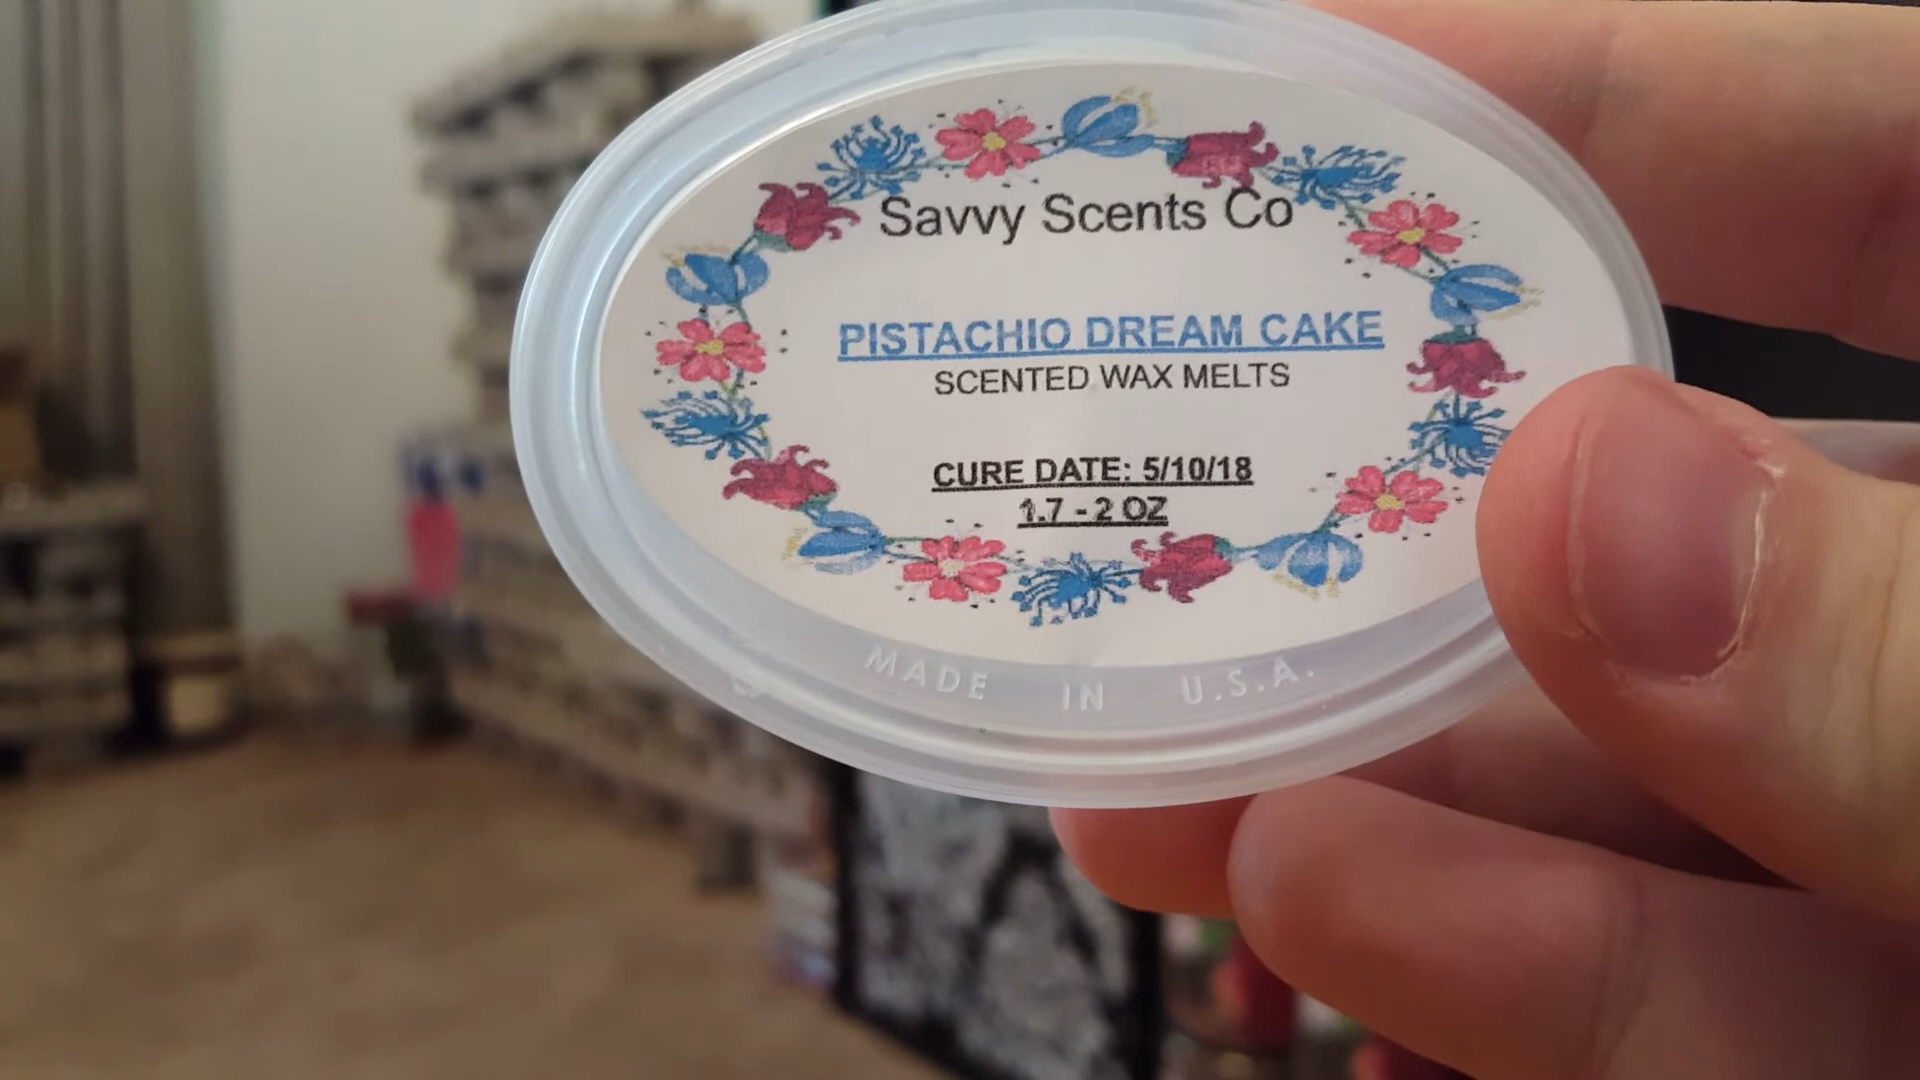 Savvy Scents Co
PISTACHIO DREAM CAKE
SCENTED WAX MELTS
CURE DATE: 5/10/18
1.7 - 2 OZ
MADE IN U.S.A.